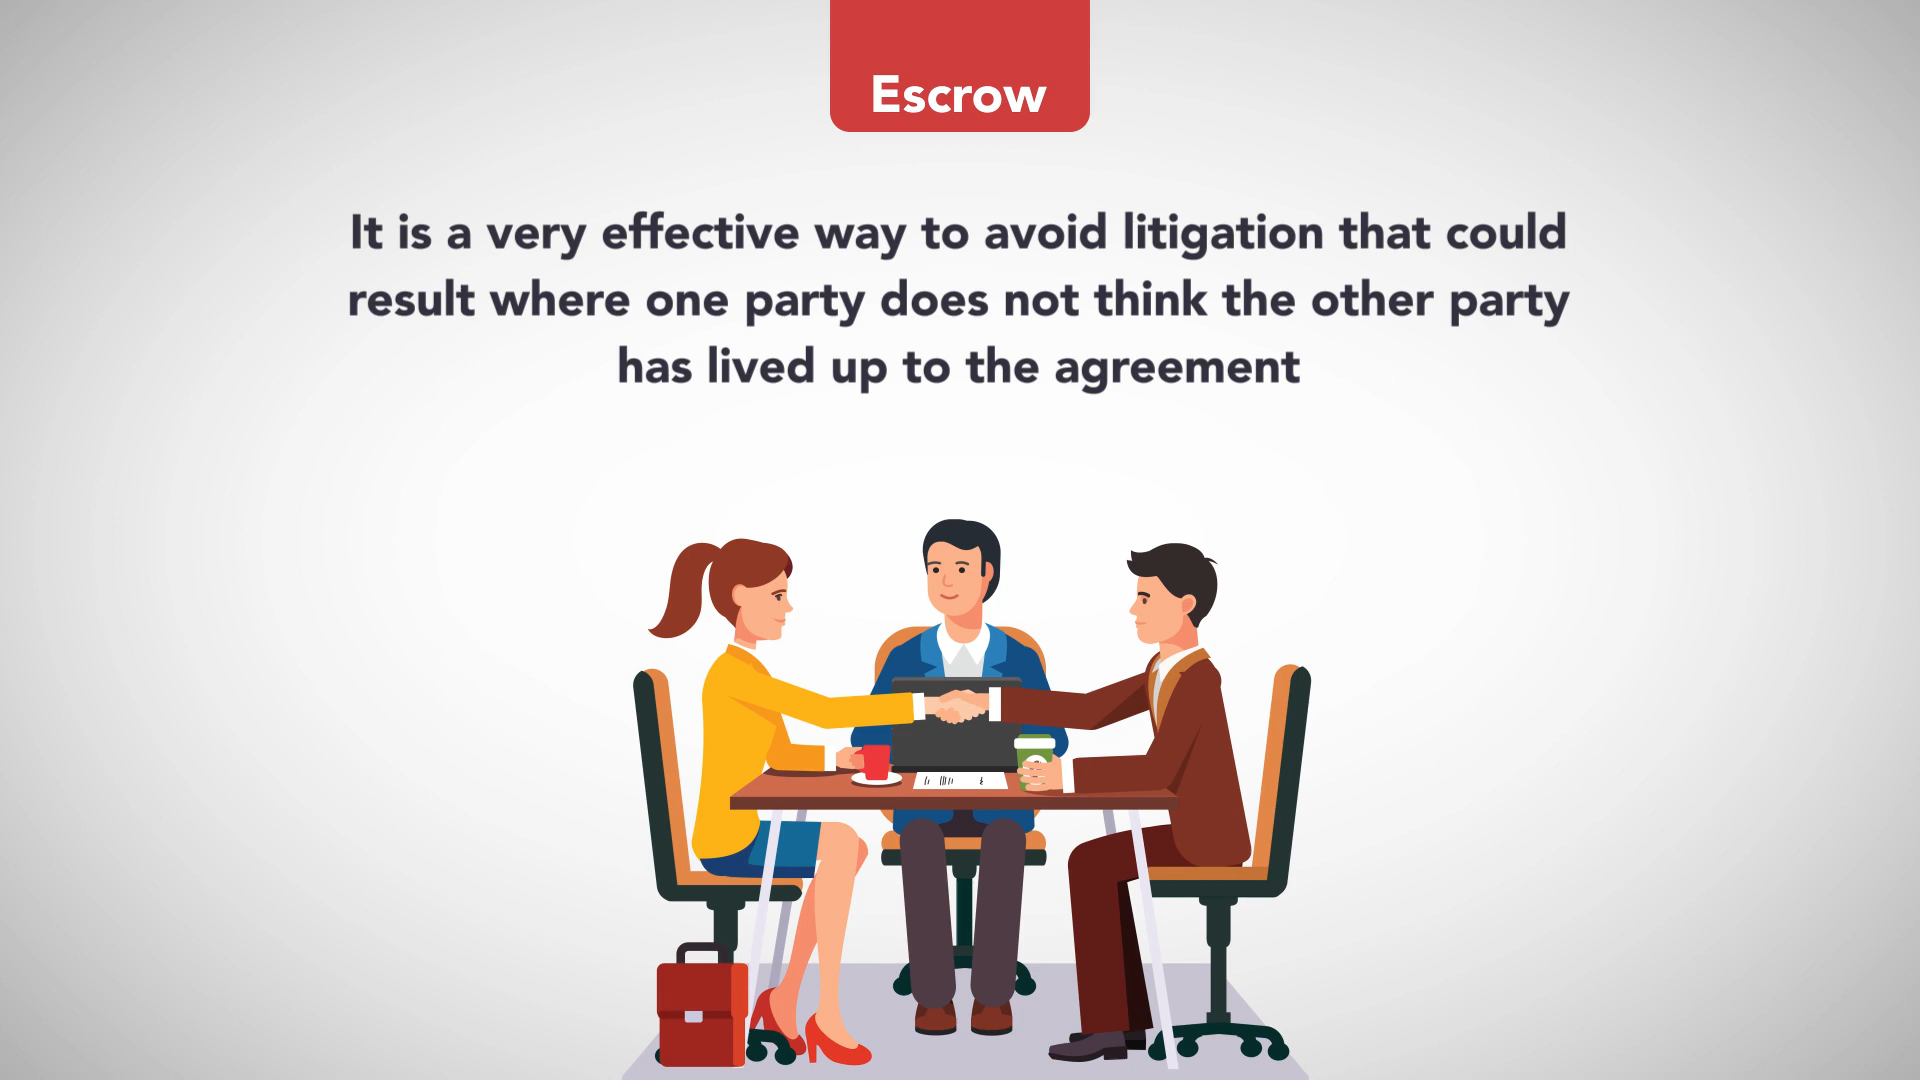 Escrow
It is a very effective way to avoid litigation that could
result where one party does not think the other party
has lived up to the agreement